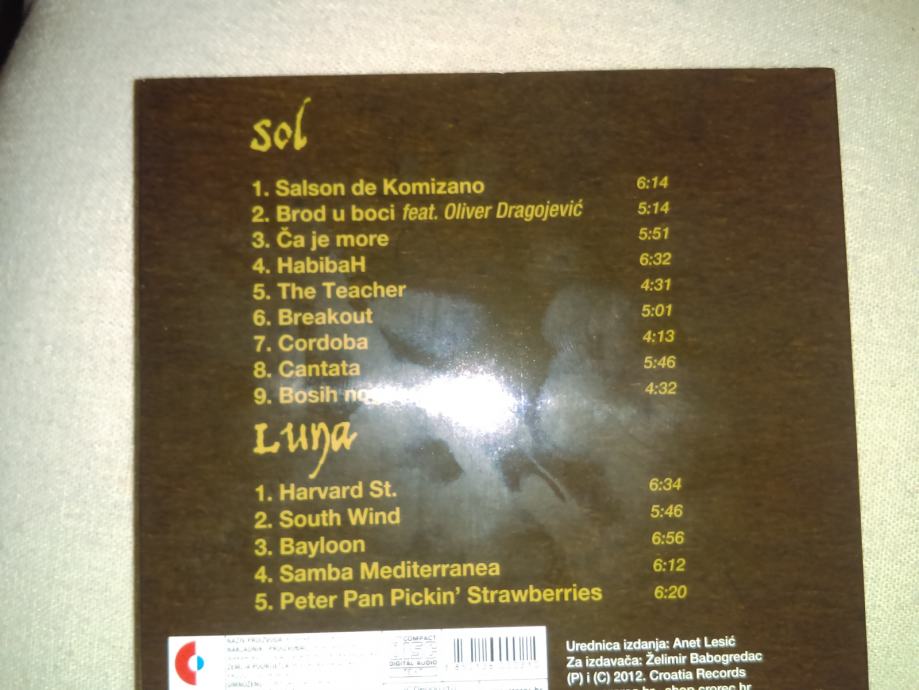 sol
1. Salson de Komizano 6:14
2. Brod u boci feat. Oliver Dragojević 5:14
3. Ča je more 5:51
4. HabibaH 6:32
5. The Teacher 4:31
6. Breakout 5:01
7. Cordoba 4:13
8. Cantata 5:46
9. Bosih 4:32
Luna
1. Harvard St. 6:34
2. South Wind 5:46
3. Bayloon 6:56
4. Samba Mediterranea 6:12
5. Peter Pan Pickin' Strawberries 6:20
COMPACT
DIGITAL AUDIO
Urednica izdanja: Anet Lesić
Za izdavača: Želimir Babogredac
(P) i (C) 2012. Croatia Records